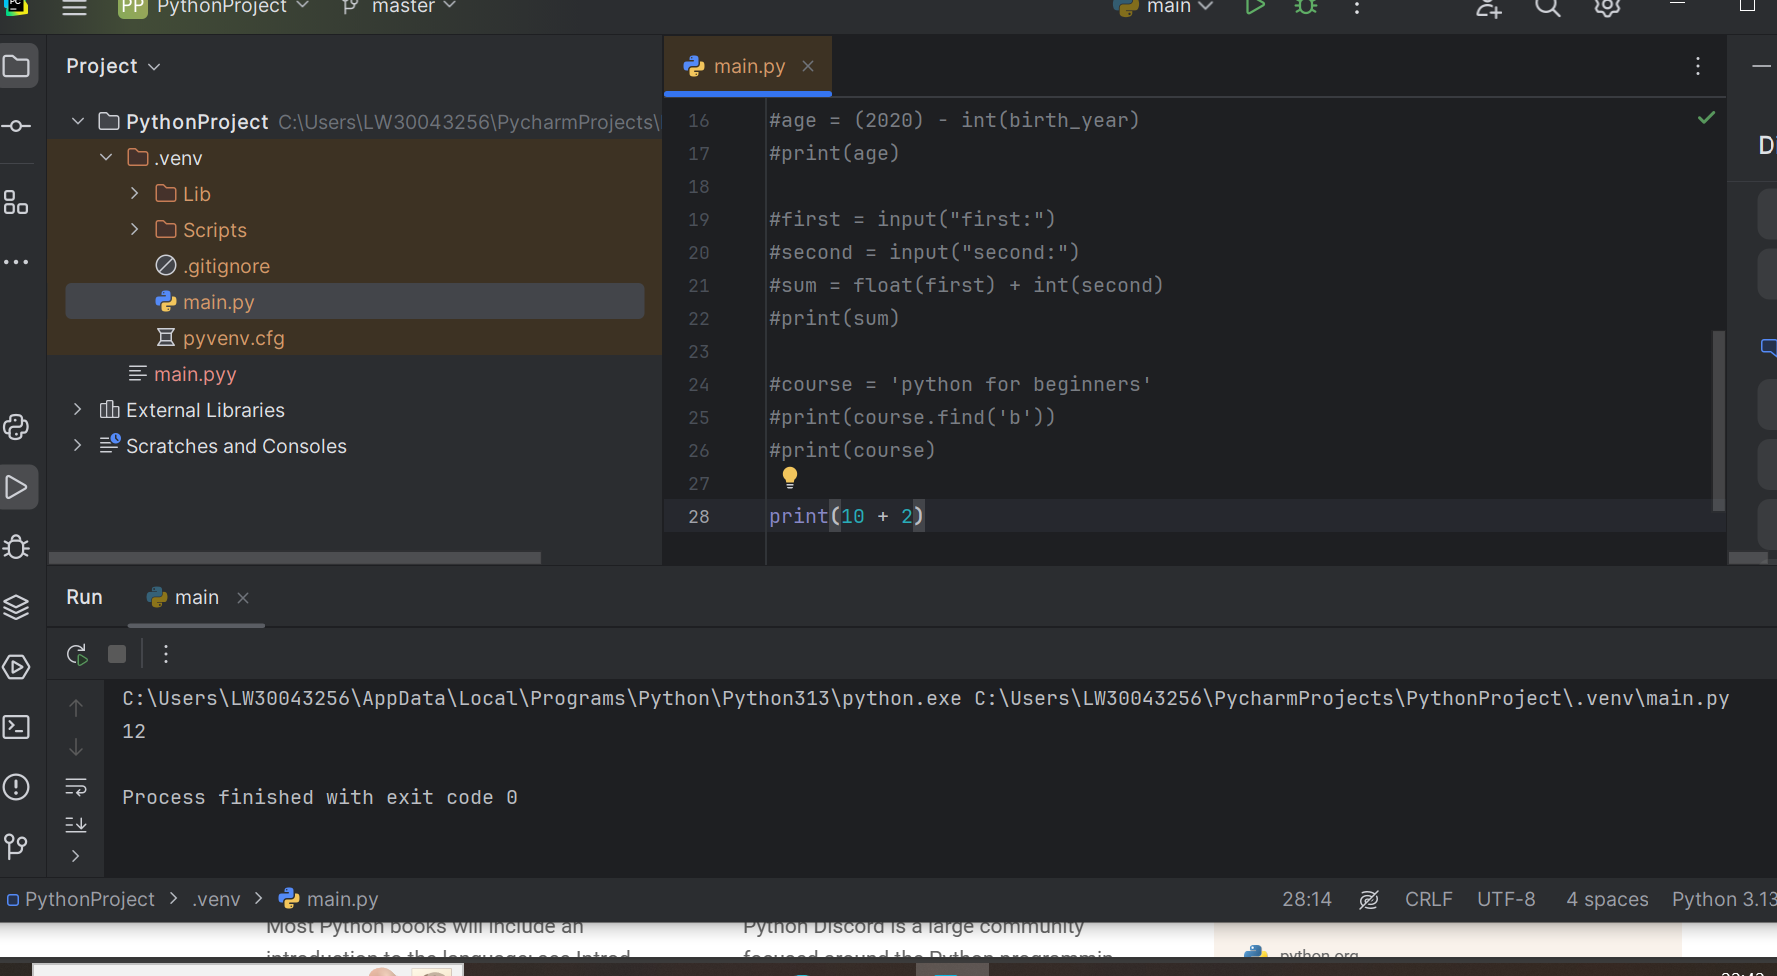 PP PythonProject master main
Project
main.py
PythonProject C:\Users\LW30043256\PycharmProjects\
.venv
Lib
Scripts
.gitignore
main.py
pyvenv.cfg
main.pyy
External Libraries
Scratches and Consoles
16 #age = (2020) - int(birth_year)
17 #print(age)
18
19 #first = input("first:")
20 #second = input("second:")
21 #sum = float(first) + int(second)
22 #print(sum)
23
24 #course = 'python for beginners'
25 #print(course.find('b'))
26 #print(course)
27
28 print(10 + 2)
D
Run main
C:\Users\LW30043256\AppData\Local\Programs\Python\Python313\python.exe C:\Users\LW30043256\PycharmProjects\PythonProject\.venv\main.py
12
Process finished with exit code 0
PythonProject > .venv > main.py 28:14 CRLF UTF-8 4 spaces Python 3.13
Most Python books will include an
introduction to the language; see Introd
Python Discord is a large community
focused around the Python programmin
python.org